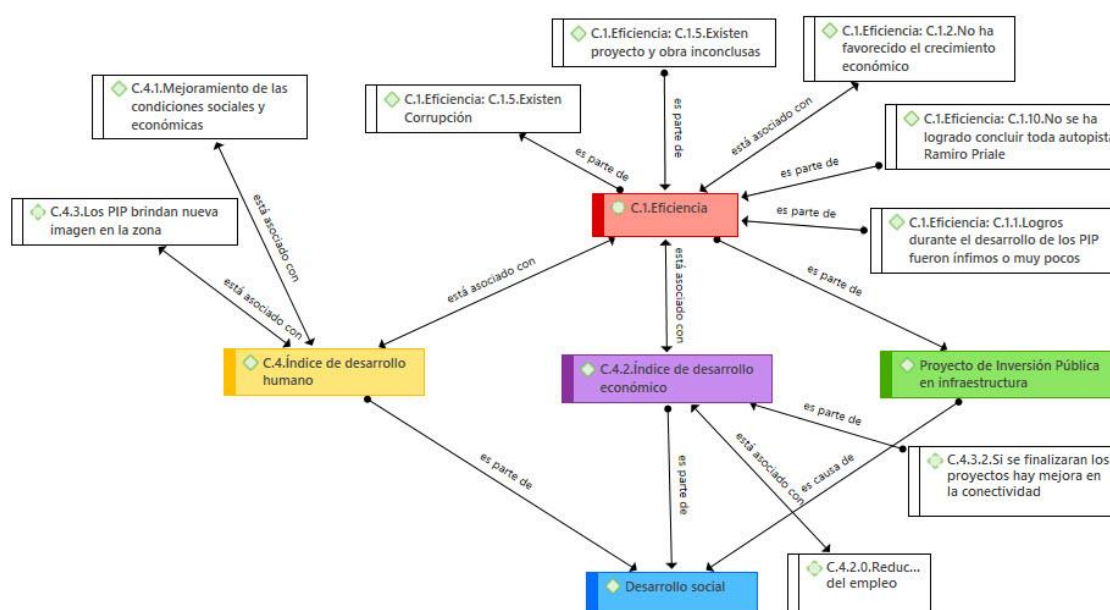 C.1.Eficiencia: C.1.5.Existen
proyecto y obra inconclusas
C.1.Eficiencia: C.1.2.No ha
favorecido el crecimiento
económico
C.4.1.Mejoramiento de las
condiciones sociales y
económicas
C.1.Eficiencia: C.1.5.Existen
Corrupción
es parte de
está asociado con
C.1.Eficiencia: C.1.10.No se ha
logrado concluir toda autopista
Ramiro Priale
es parte de
es parte de
está asociado con
C.4.3.Los PIP brindan nueva
imagen en la zona
C.1.Eficiencia
es parte de
C.1.Eficiencia: C.1.1.Logros
durante el desarrollo de los PIP
fueron ínfimos o muy pocos
está asociado con
está asociado con
está asociado con
es parte de
C.4.Índice de desarrollo
humano
C.4.2.Índice de desarrollo
económico
Proyecto de Inversión Pública
en infraestructura
es parte de
es parte de
es parte de
está asociado con
es causa de
C.4.3.2.Si se finalizaran los
proyectos hay mejora en
la conectividad
Desarrollo social
C.4.2.0.Reduc...
del empleo